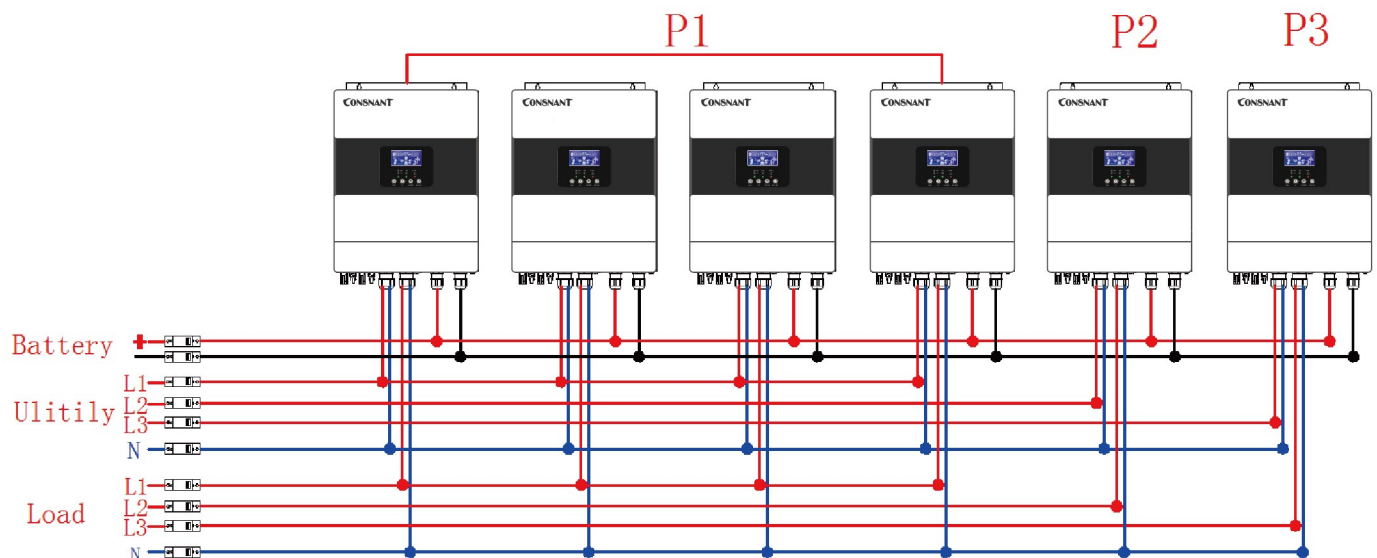 P1 P2 P3
CONSNANT CONSNANT CONSNANT CONSNANT CONSNANT CONSNANT
Battery +
L1
Ulitily L2
L3
N
L1
Load L2
L3
N